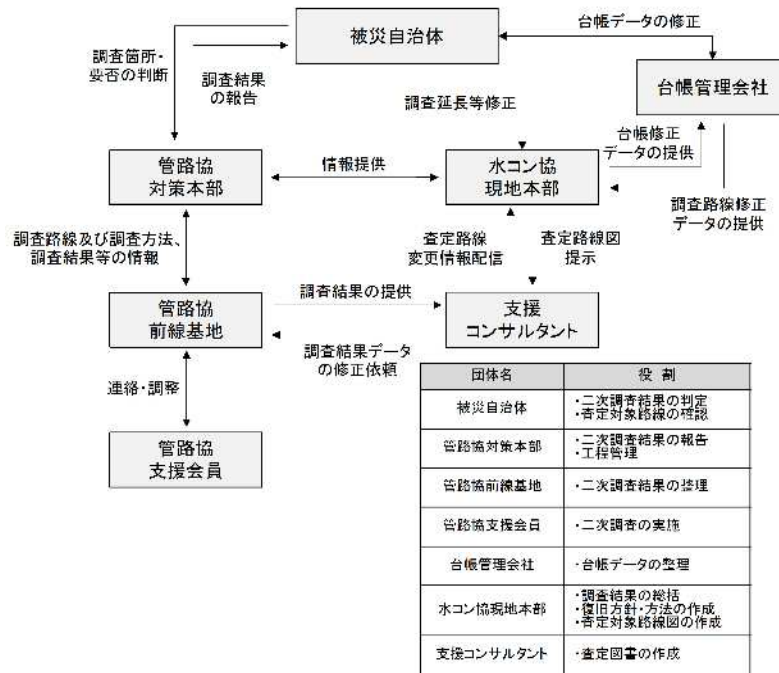 被災自治体
台帳データの修正
調査箇所・
要否の判断
調査結果
の報告
台帳管理会社
調査延長等修正
台帳修正
データの提供
管路協
対策本部
情報提供
水コン協
現地本部
調査路線修正
データの提供
調査路線及び調査方法、
調査結果等の情報
査定路線
変更情報配信
査定路線図
提示
調査結果の提供
管路協
前線基地
支援
コンサルタント
調査結果データ
の修正依頼
連絡・調整
管路協
支援会員
団体名 役 割
被災自治体 ・二次調査結果の判定
・査定対象路線の確認
管路協対策本部 ・二次調査結果の報告
・工程管理
管路協前線基地 ・二次調査結果の整理
管路協支援会員 ・二次調査の実施
台帳管理会社 ・台帳データの整理
水コン協現地本部 ・調査結果の総括
・復旧方針・方法の作成
・査定対象路線図の作成
支援コンサルタント ・査定図書の作成